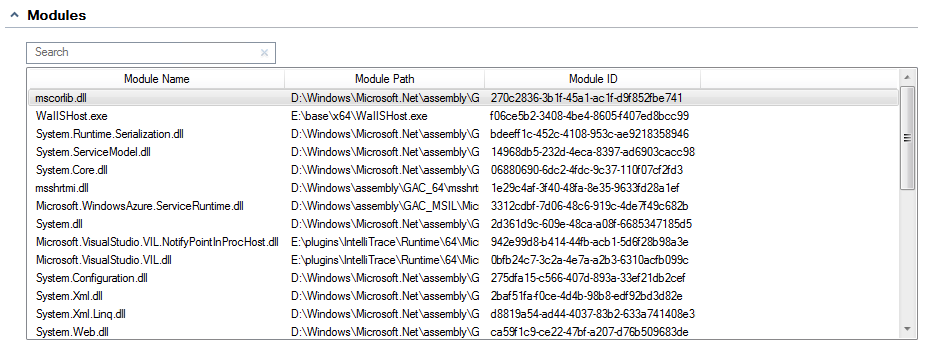 Modules
Search
Module Name Module Path Module ID
mscorlib.dll D:\Windows\Microsoft.Net\assembly\G 270c2836-3b1f-45a1-ac1f-d9f852fbe741
WaIISHost.exe E:\base\x64\WaIISHost.exe f06ce5b2-3408-4be4-8605-f407ed8bcc99
System.Runtime.Serialization.dll D:\Windows\Microsoft.Net\assembly\G bdeeff1c-452c-4108-953c-ae9218358946
System.ServiceModel.dll D:\Windows\Microsoft.Net\assembly\G 14968db5-232d-4eca-8397-ad6903cacc98
System.Core.dll D:\Windows\Microsoft.Net\assembly\G 06880690-6dc2-4fdc-9c37-110f07cf2fd3
msshrtmi.dll D:\Windows\assembly\GAC_64\msshrt 1e29c4af-3f40-48fa-8e35-9633fd28a1ef
Microsoft.WindowsAzure.ServiceRuntime.dll D:\Windows\assembly\GAC_MSIL\Mic 3312cdbf-7d06-48c6-919c-4de7f49c682b
System.dll D:\Windows\Microsoft.Net\assembly\G 2d361d9c-609e-48ca-a08f-6685347185d5
Microsoft.VisualStudio.VIL.NotifyPointInProcHost.dll E:\plugins\IntelliTrace\Runtime\64\Mic 942e99d8-b414-44fb-acb1-5d6f28b98a3e
Microsoft.VisualStudio.VIL.dll E:\plugins\IntelliTrace\Runtime\64\Mic 0bfb24c7-3c2a-4e7a-a2b3-6310acfb099c
System.Configuration.dll D:\Windows\Microsoft.Net\assembly\G 275dfa15-c566-407d-893a-33ef21db2cef
System.Xml.dll D:\Windows\Microsoft.Net\assembly\G 2baf51fa-f0ce-4d4b-98b8-edf92bd3d82e
System.Xml.Linq.dll D:\Windows\Microsoft.Net\assembly\G d8819a54-ad44-4037-83b2-633a741408e3
System.Web.dll D:\Windows\Microsoft.Net\assembly\G ca59f1c9-ce22-47bf-a207-d76b509683de